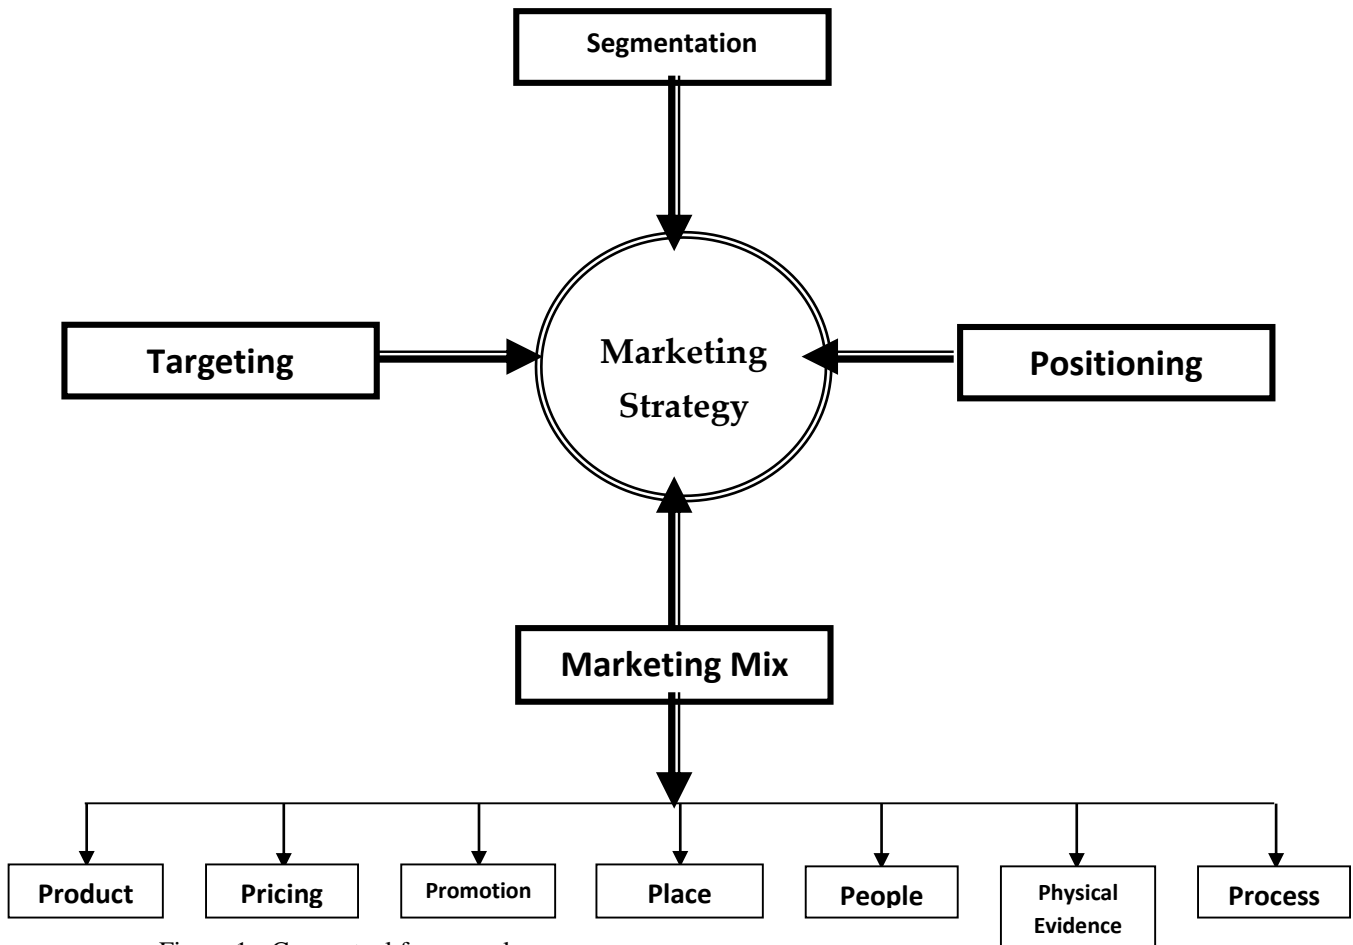 Segmentation
Targeting
Marketing
Strategy
Positioning
Marketing Mix
Product
Pricing
Promotion
Place
People
Physical
Evidence
Process